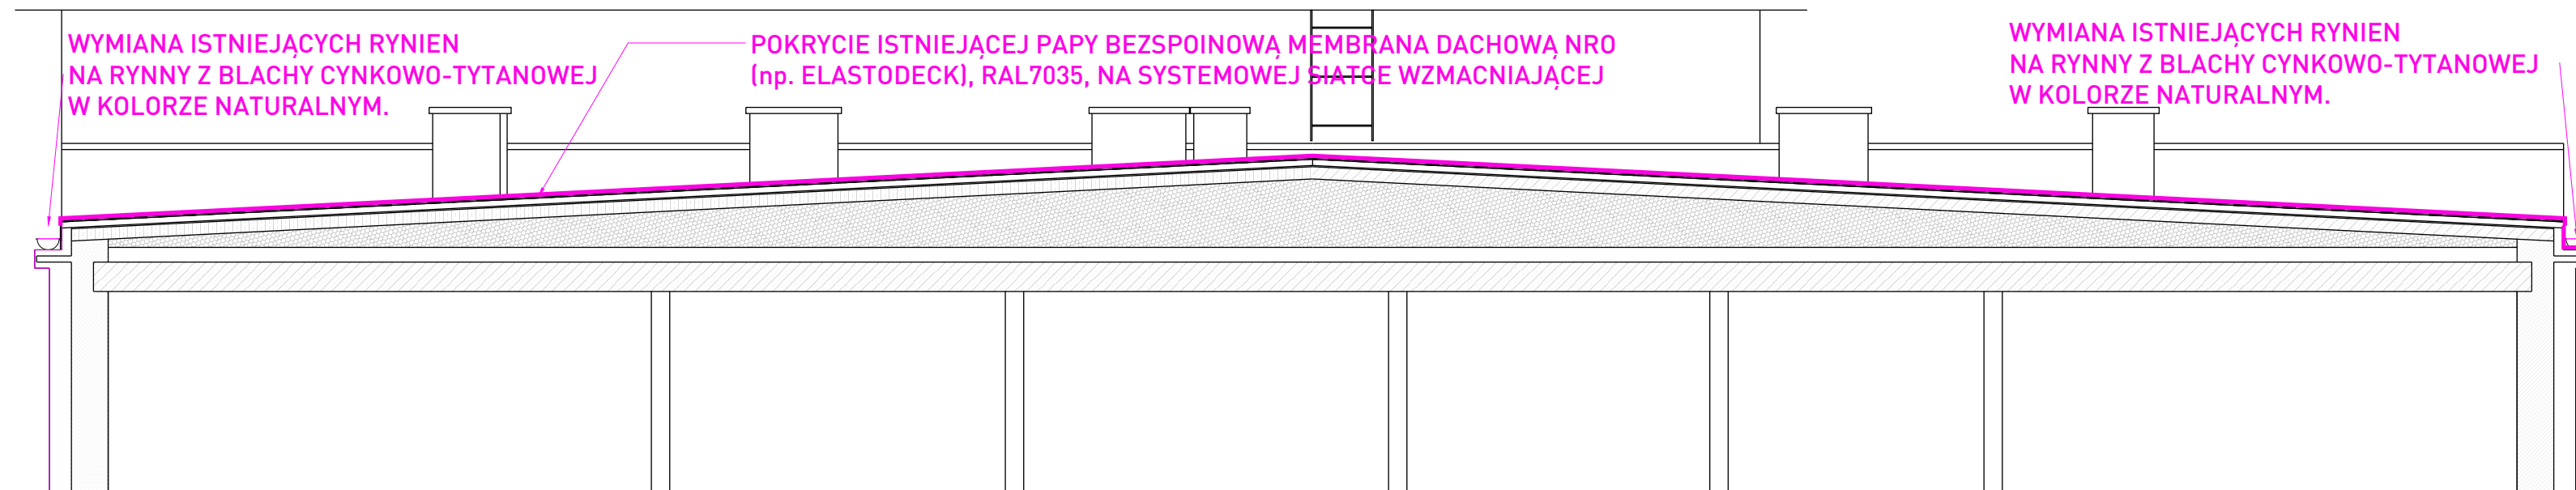 WYMIANA ISTNIEJĄCYCH RYNIEN
NA RYNNY Z BLACHY CYNKOWO-TYTANOWEJ
W KOLORZE NATURALNYM.
POKRYCIE ISTNIEJĄCEJ PAPY BEZSPOINOWĄ MEMBRANA DACHOWĄ NRO
(np. ELASTODECK), RAL7035, NA SYSTEMOWEJ SIATCE WZMACNIAJĄCEJ
WYMIANA ISTNIEJĄCYCH RYNIEN
NA RYNNY Z BLACHY CYNKOWO-TYTANOWEJ
W KOLORZE NATURALNYM.